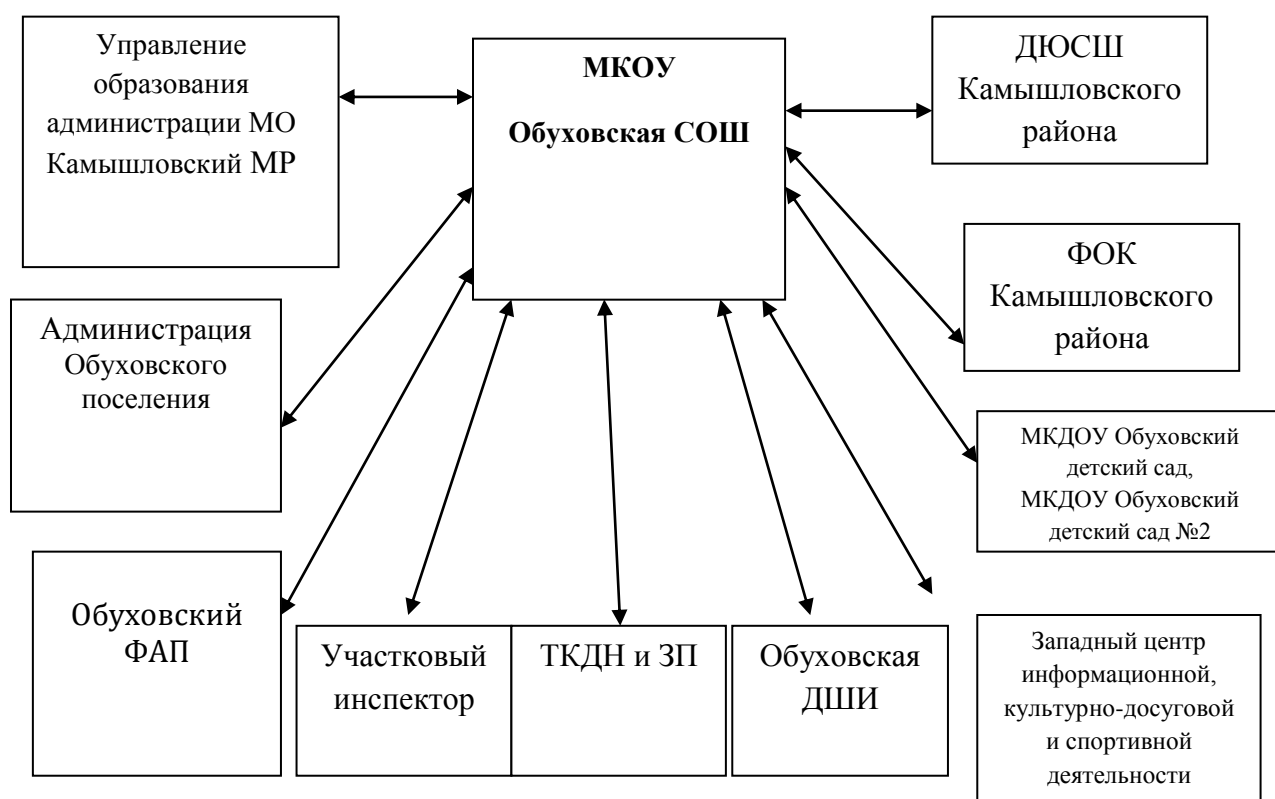 Управление
образования
администрации МО
Камышловский МР
МКОУ
Обуховская СОШ
ДЮСШ
Камышловского
района
ФОК
Камышловского
района
Администрация
Обуховского
поселения
МКДОУ Обуховский
детский сад,
МКДОУ Обуховский
детский сад №2
Обуховский
ФАП
Участковый
инспектор
ТКДН и ЗП
Обуховская
ДШИ
Западный центр
информационной,
культурно-досуговой
и спортивной
деятельности